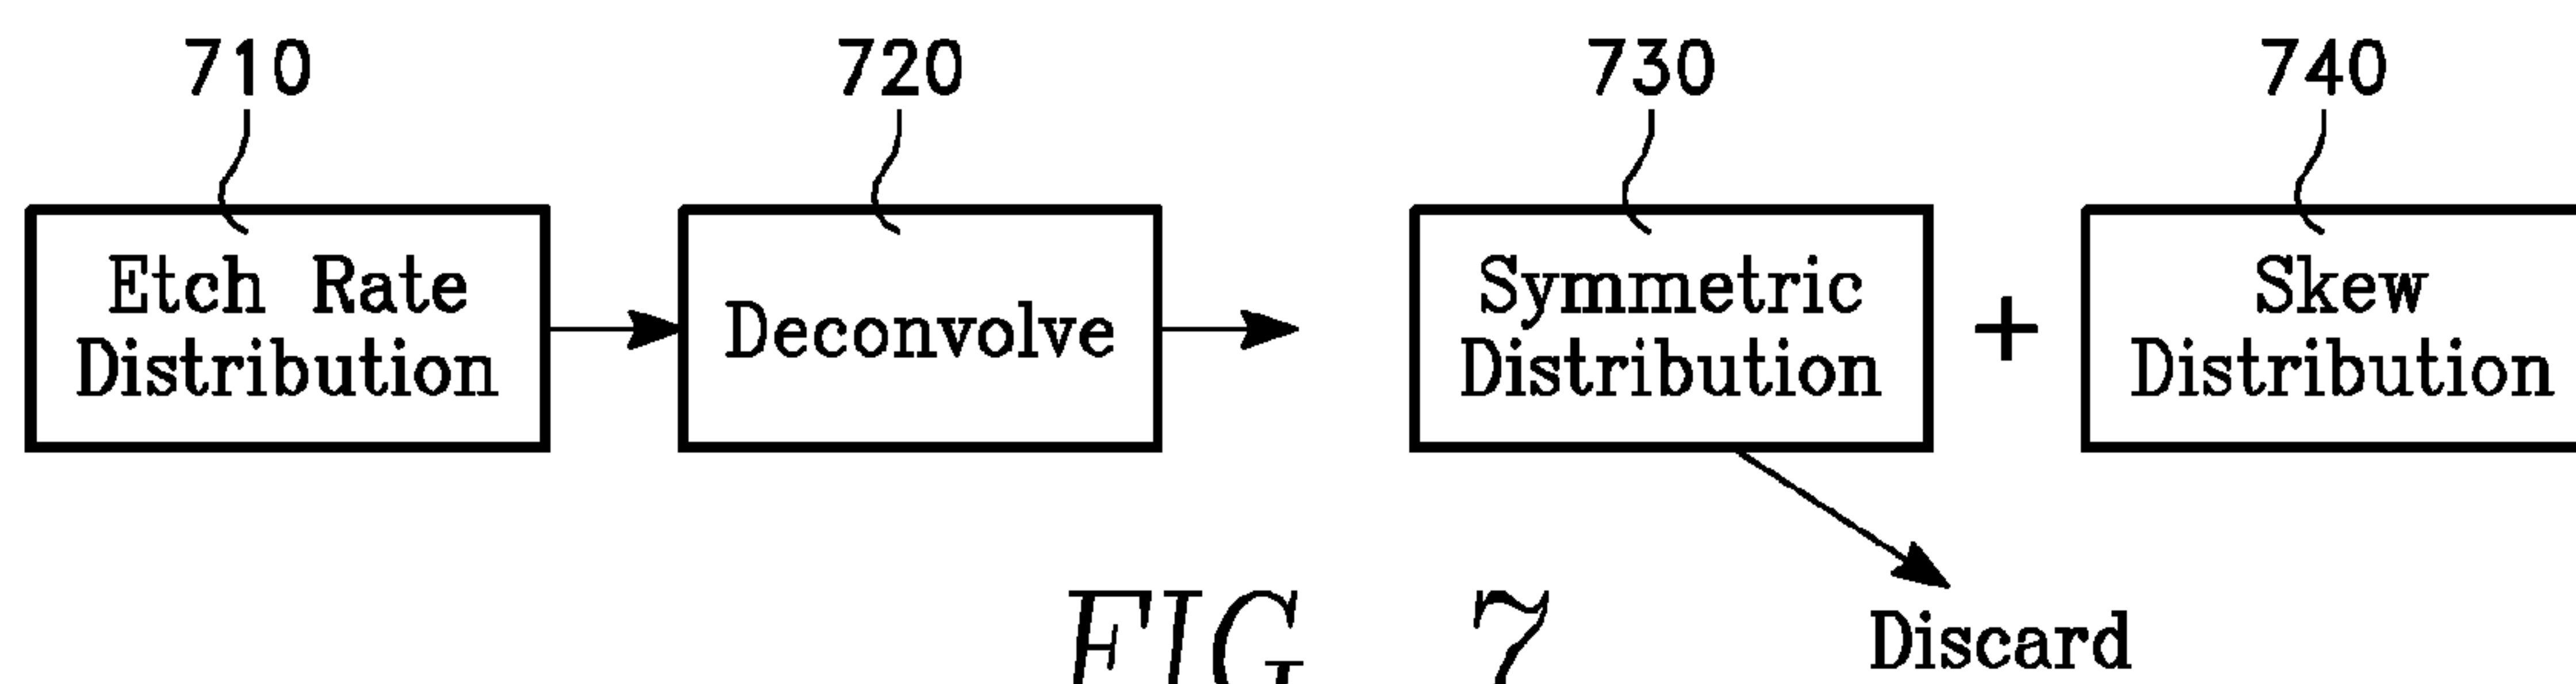 710 720 730 740
Etch Rate
Distribution
Deconvolve
Symmetric
Distribution
+
Skew
Distribution
Discard
FIG 7